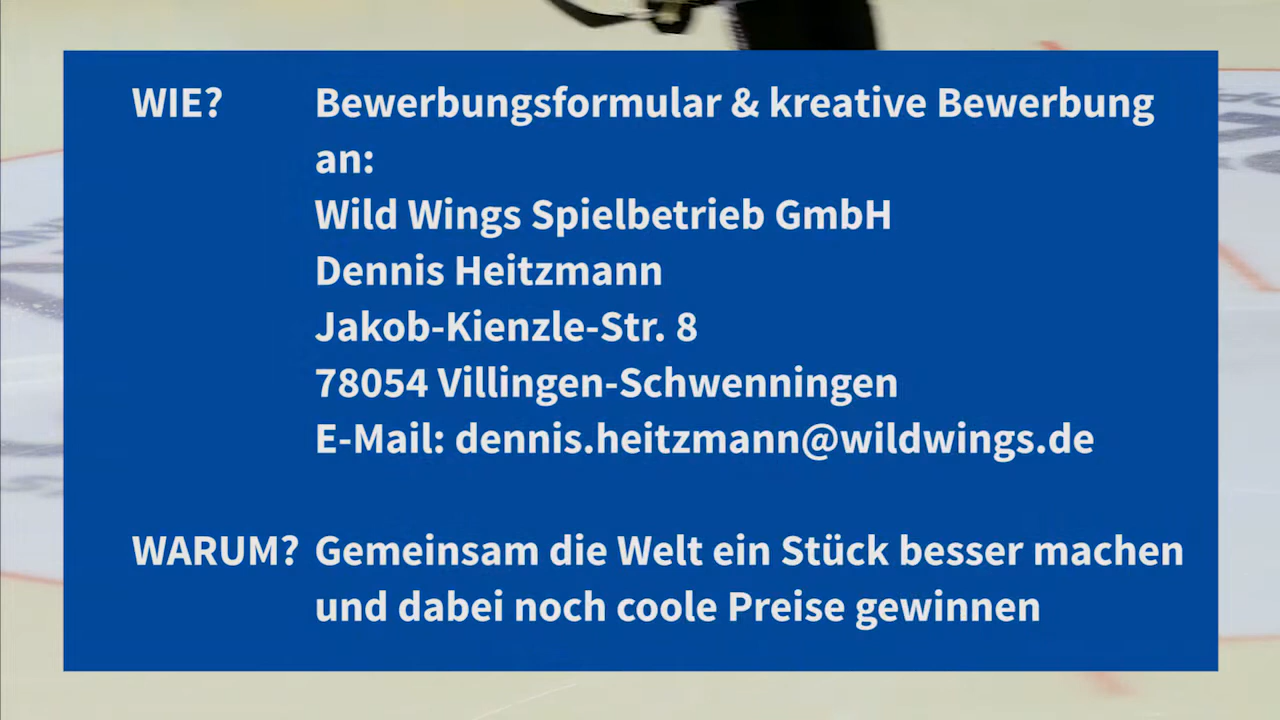 WIE? Bewerbungsformular & kreative Bewerbung
an:
Wild Wings Spielbetrieb GmbH
Dennis Heitzmann
Jakob-Kienzle-Str. 8
78054 Villingen-Schwenningen
E-Mail: dennis.heitzmann@wildwings.de
WARUM? Gemeinsam die Welt ein Stück besser machen
und dabei noch coole Preise gewinnen